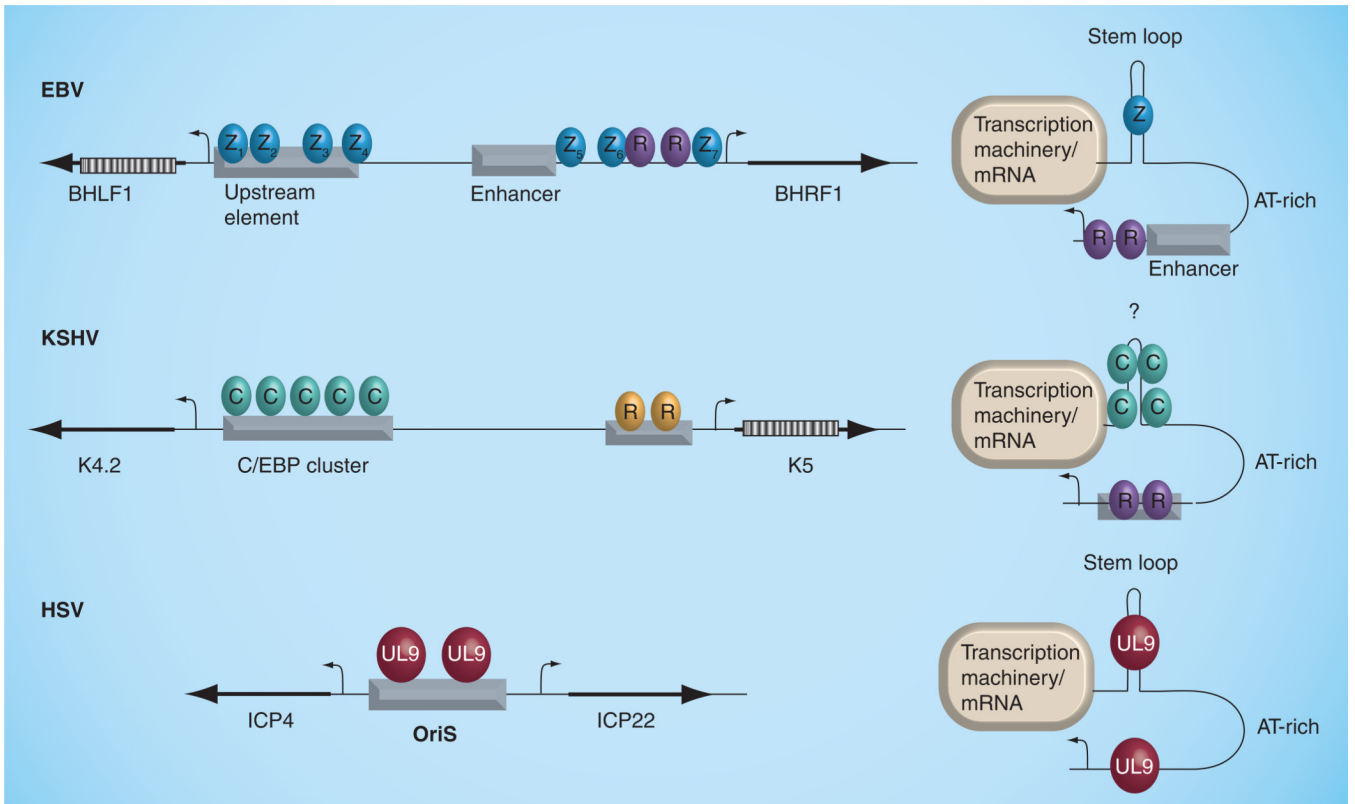 Stem loop
EBV
Z1 Z2 Z3 Z4 Z5 Z6 R R Z7
Z
Transcription
machinery/
mRNA
BHLF1
Upstream
element
Enhancer
BHRF1
AT-rich
R R
Enhancer
KSHV
?
C C C C C
R R
C C
C C
Transcription
machinery/
mRNA
K4.2
C/EBP cluster
K5
AT-rich
R R
Stem loop
HSV
UL9 UL9
UL9
Transcription
machinery/
mRNA
ICP4
OriS
ICP22
AT-rich
UL9